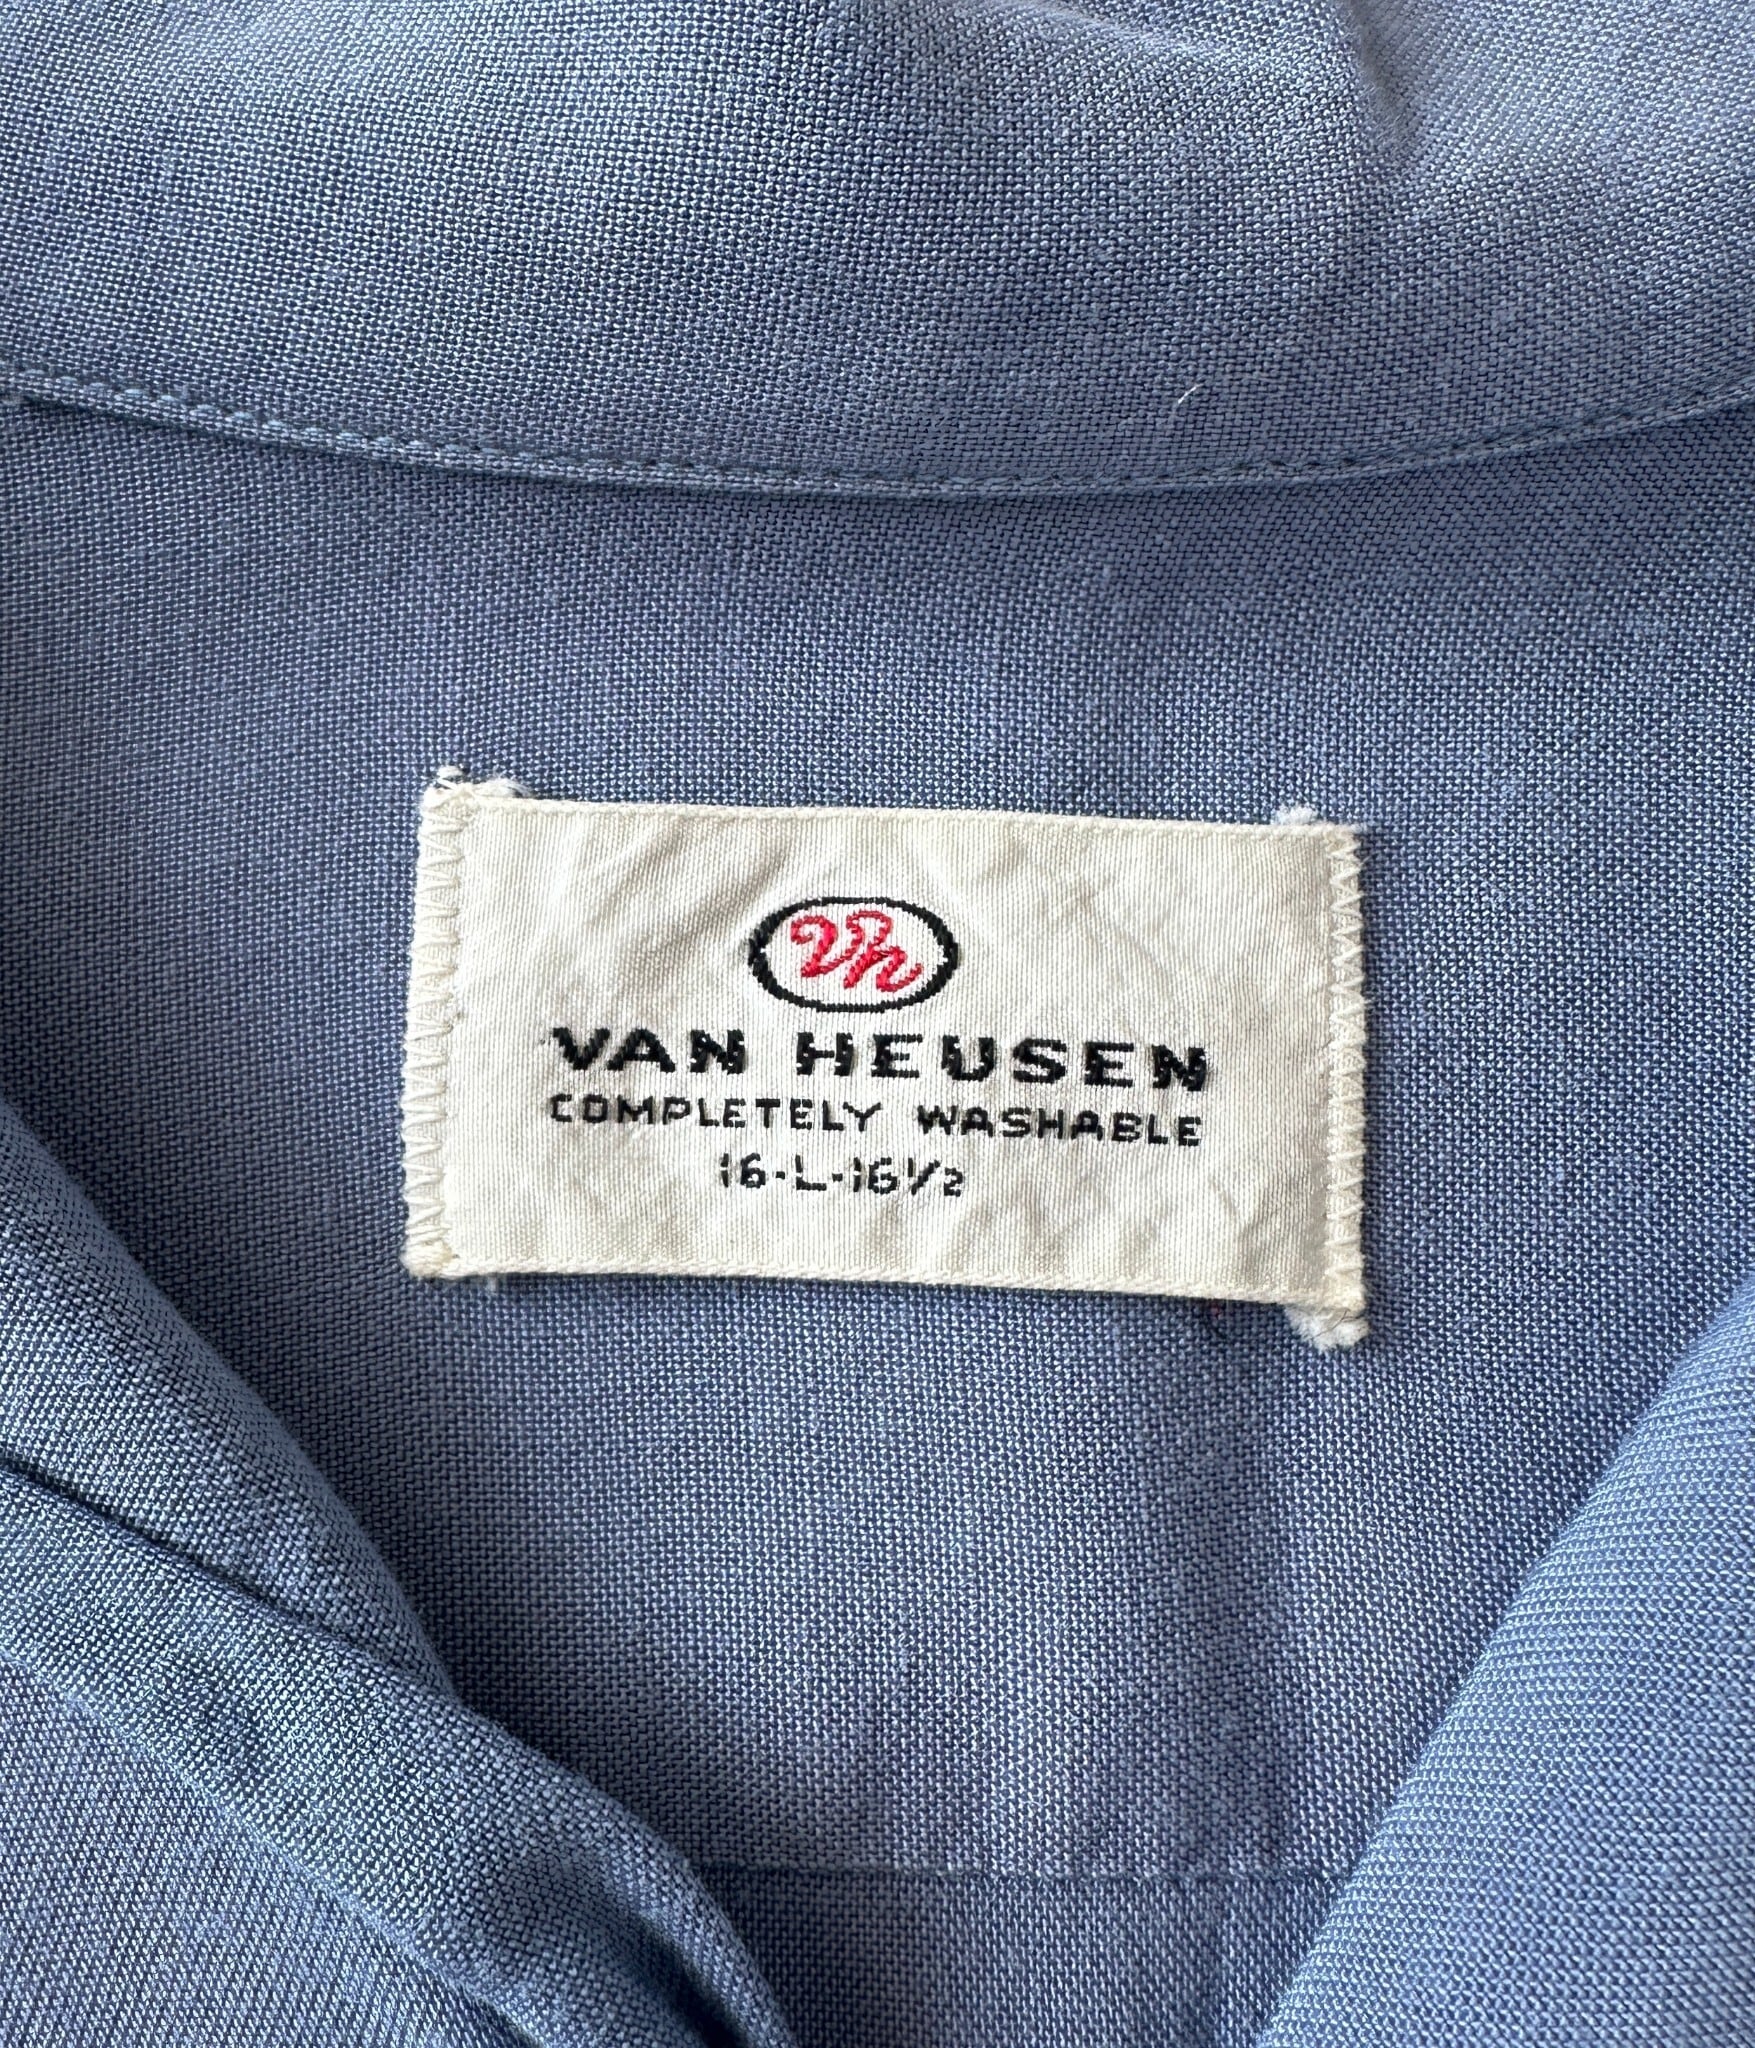 Vh
VAN HEUSEN
COMPLETELY WASHABLE
16·L·16½